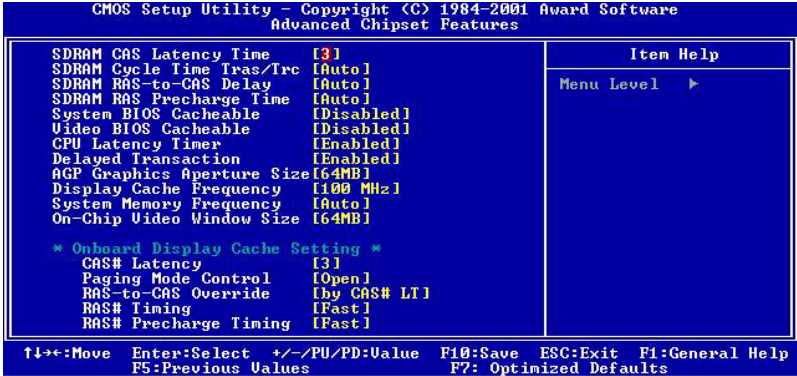 CMOS Setup Utility - Copyright (C) 1984-2001 Award Software
Advanced Chipset Features
SDRAM CAS Latency Time [3]
SDRAM Cycle Time Tras/Trc [Auto]
SDRAM RAS-to-CAS Delay [Auto]
SDRAM RAS Precharge Time [Auto]
System BIOS Cacheable [Disabled]
Video BIOS Cacheable [Disabled]
CPU Latency Timer [Enabled]
Delayed Transaction [Enabled]
AGP Graphics Aperture Size[64MB]
Display Cache Frequency [100 MHz]
System Memory Frequency [Auto]
On-Chip Video Window Size [64MB]
* Onboard Display Cache Setting *
CAS# Latency [3]
Paging Mode Control [Open]
RAS-to-CAS Override [by CAS# LT]
RAS# Timing [Fast]
RAS# Precharge Timing [Fast]
Item Help
Menu Level ▶
↑↓→←:Move Enter:Select +/-/PU/PD:Value F10:Save ESC:Exit F1:General Help
F5:Previous Values F7: Optimized Defaults